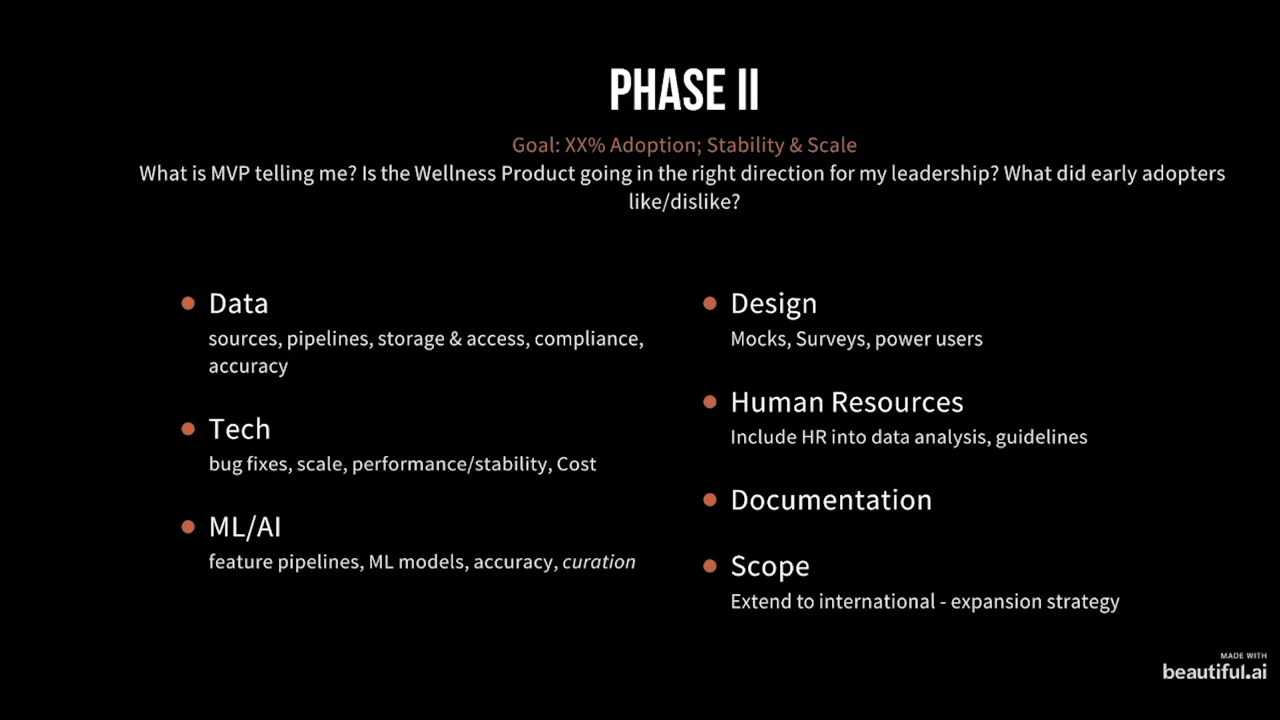 PHASE II
Goal: XX% Adoption; Stability & Scale
What is MVP telling me? Is the Wellness Product going in the right direction for my leadership? What did early adopters
like/dislike?
Data
sources, pipelines, storage & access, compliance,
accuracy
Tech
bug fixes, scale, performance/stability, Cost
ML/AI
feature pipelines, ML models, accuracy, curation
Design
Mocks, Surveys, power users
Human Resources
Include HR into data analysis, guidelines
Documentation
Scope
Extend to international - expansion strategy
MADE WITH
beautiful.ai